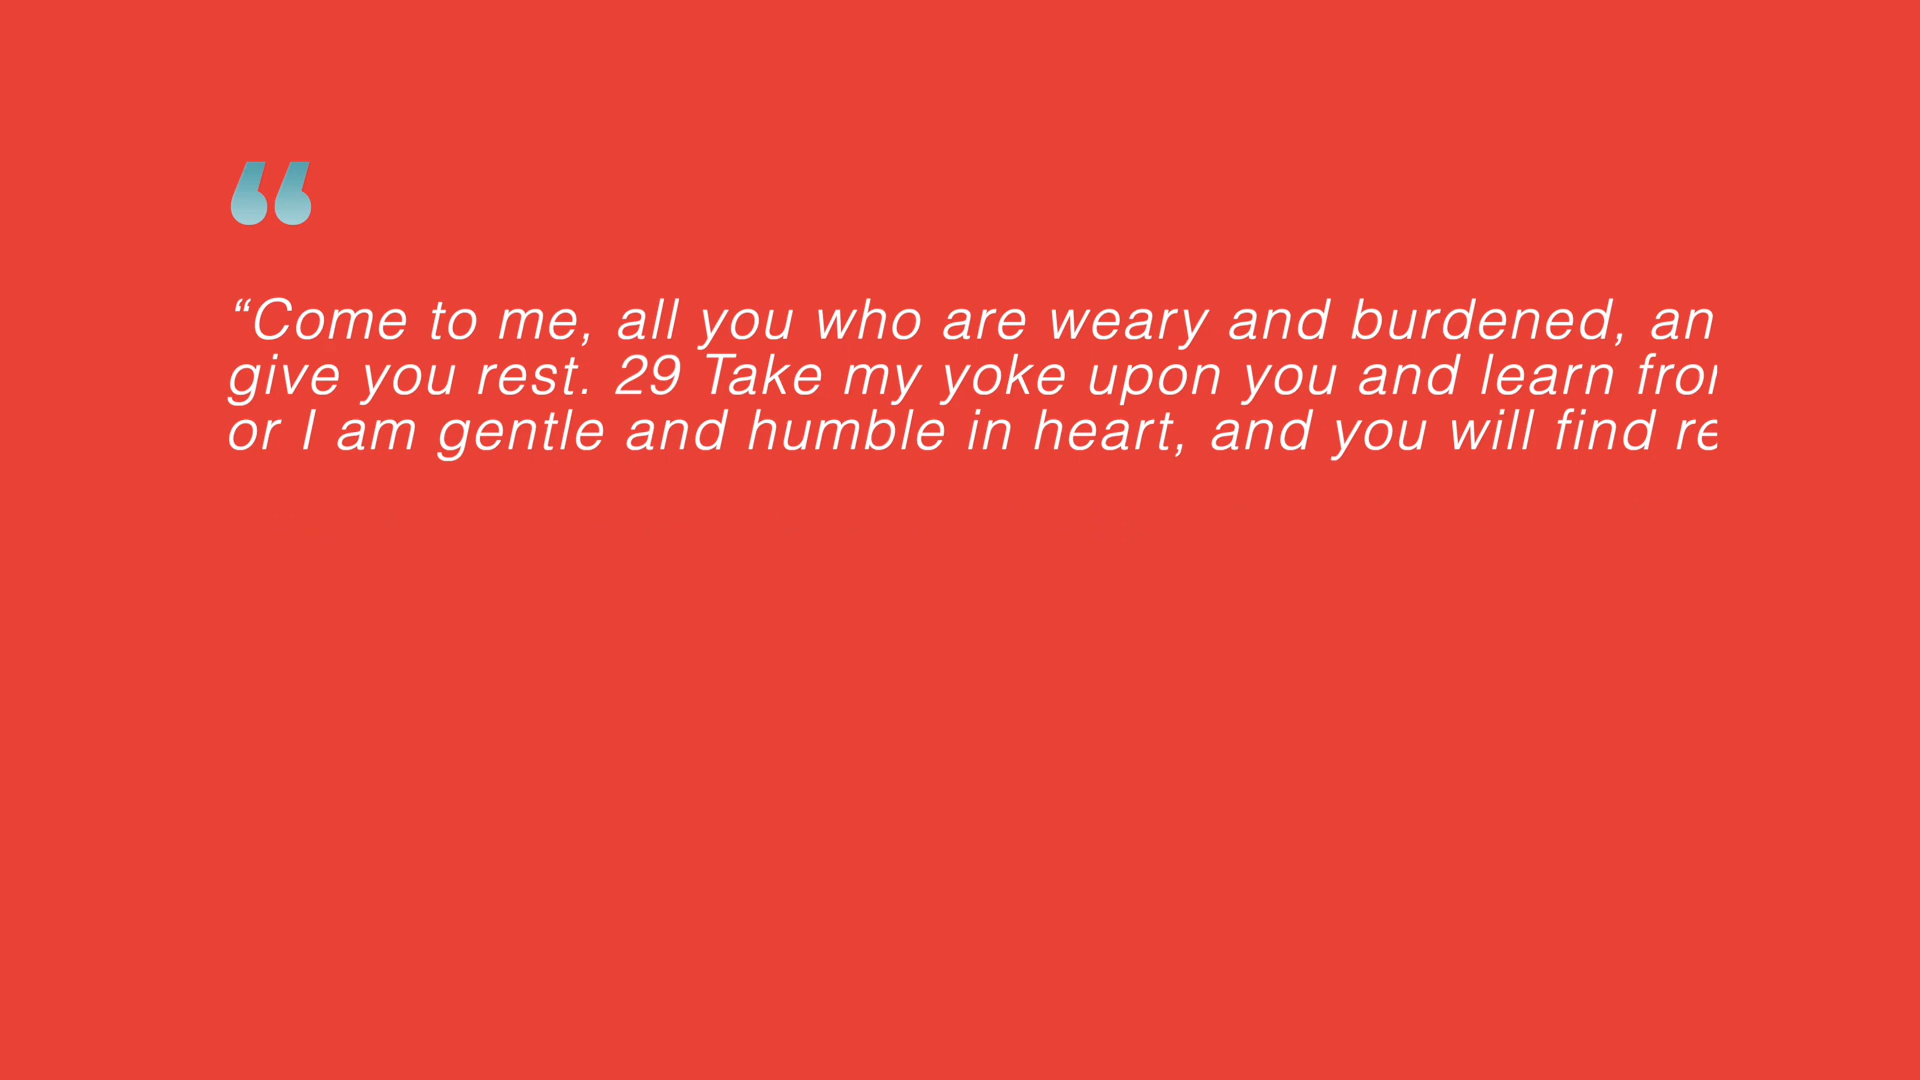 “
“Come to me, all you who are weary and burdened, an
give you rest. 29 Take my yoke upon you and learn fro
or I am gentle and humble in heart, and you will find re